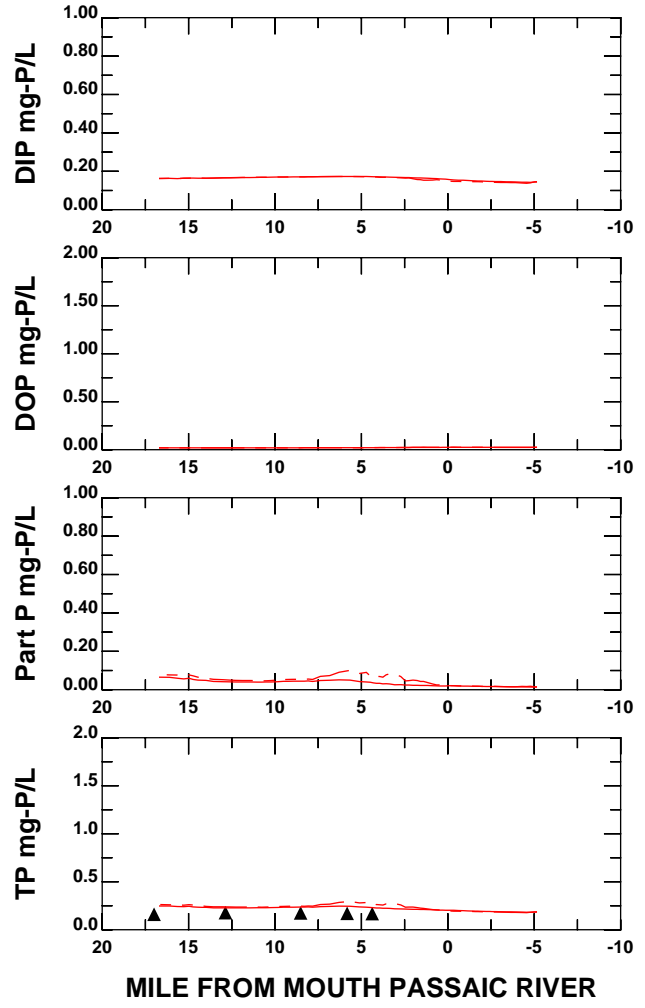 DIP mg-P/L
1.00
0.80
0.60
0.40
0.20
0.00
20 15 10 5 0 -5 -10
DOP mg-P/L
2.00
1.50
1.00
0.50
0.00
20 15 10 5 0 -5 -10
Part P mg-P/L
1.00
0.80
0.60
0.40
0.20
0.00
20 15 10 5 0 -5 -10
TP mg-P/L
2.0
1.5
1.0
0.5
0.0
20 15 10 5 0 -5 -10
MILE FROM MOUTH PASSAIC RIVER